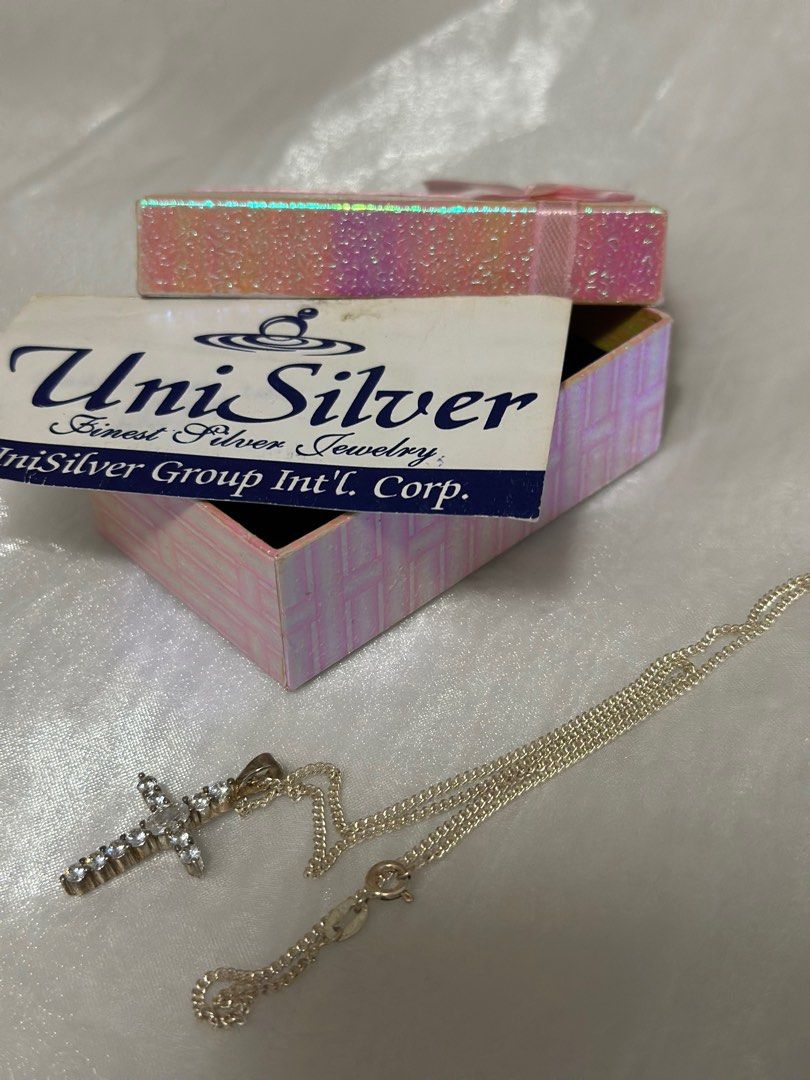 UniSilver
Finest Silver Jewelry
UniSilver Group Int'l. Corp.